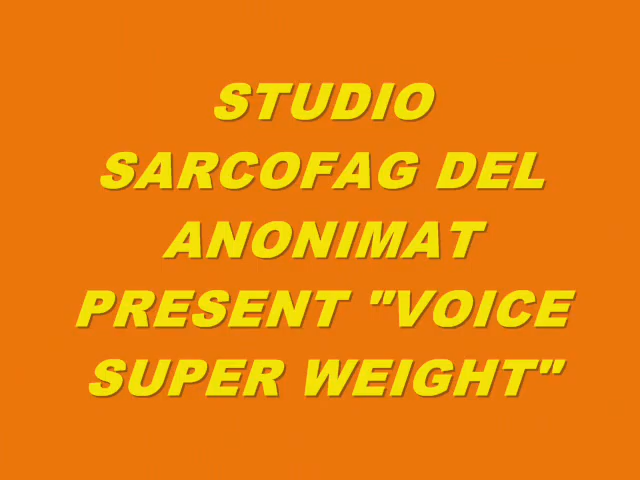 STUDIO
SARCOFAG DEL
ANONIMAT
PRESENT "VOICE
SUPER WEIGHT"